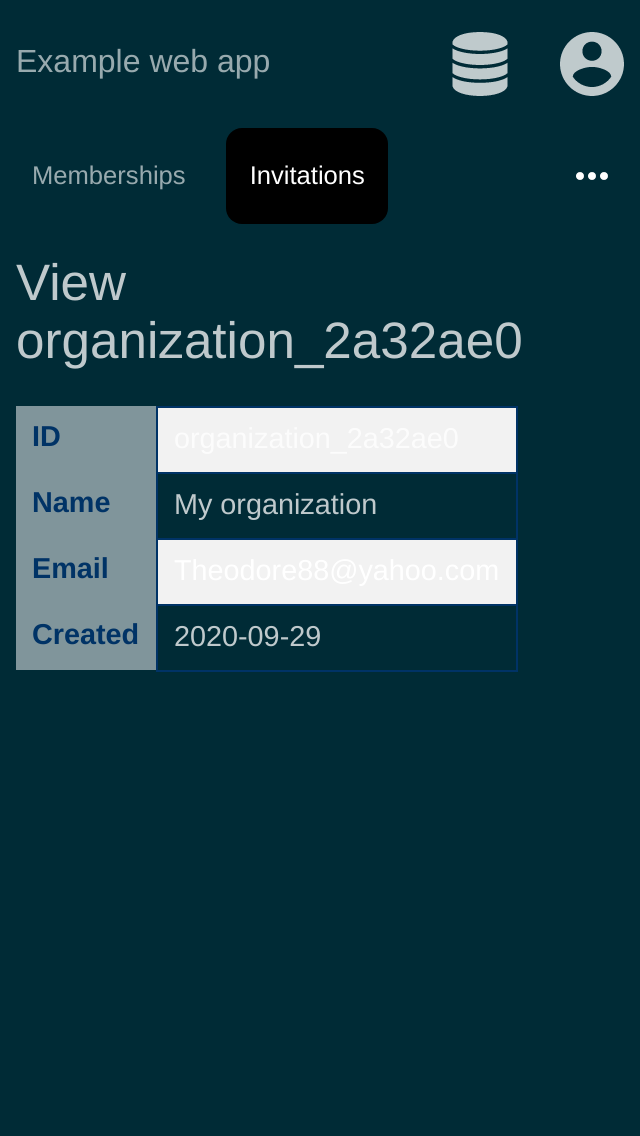 Example web app
Memberships
Invitations
View
organization_2a32ae0
ID
organization_2a32ae0
Name
My organization
Email
Theodore88@yahoo.com
Created
2020-09-29